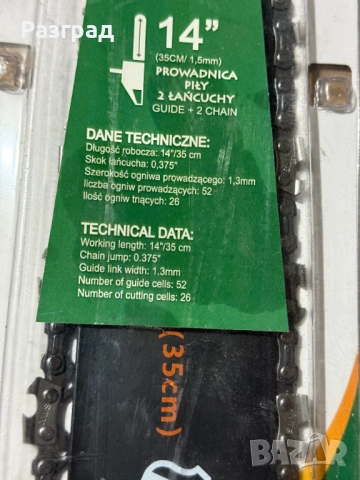 Разград
14”
(35CM/ 1,5mm)
PROWADNICA
PIŁY
2 ŁAŃCUCHY
GUIDE + 2 CHAIN
DANE TECHNICZNE:
Długość robocza: 14"/35 cm
Skok łańcucha: 0,375"
Szerokość ogniwa prowadzącego: 1,3mm
liczba ogniw prowadzących: 52
Ilość ogniw tnących: 26
TECHNICAL DATA:
Working length: 14"/35 cm
Chain jump: 0.375"
Guide link width: 1.3mm
Number of guide cells: 52
Number of cutting cells: 26
(35cm)
bazar
БГ